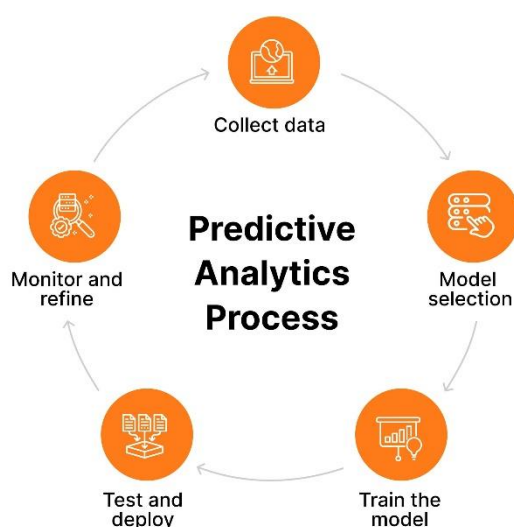 Collect data
Model
selection
Train the
model
Test and
deploy
Monitor and
refine
Predictive
Analytics
Process